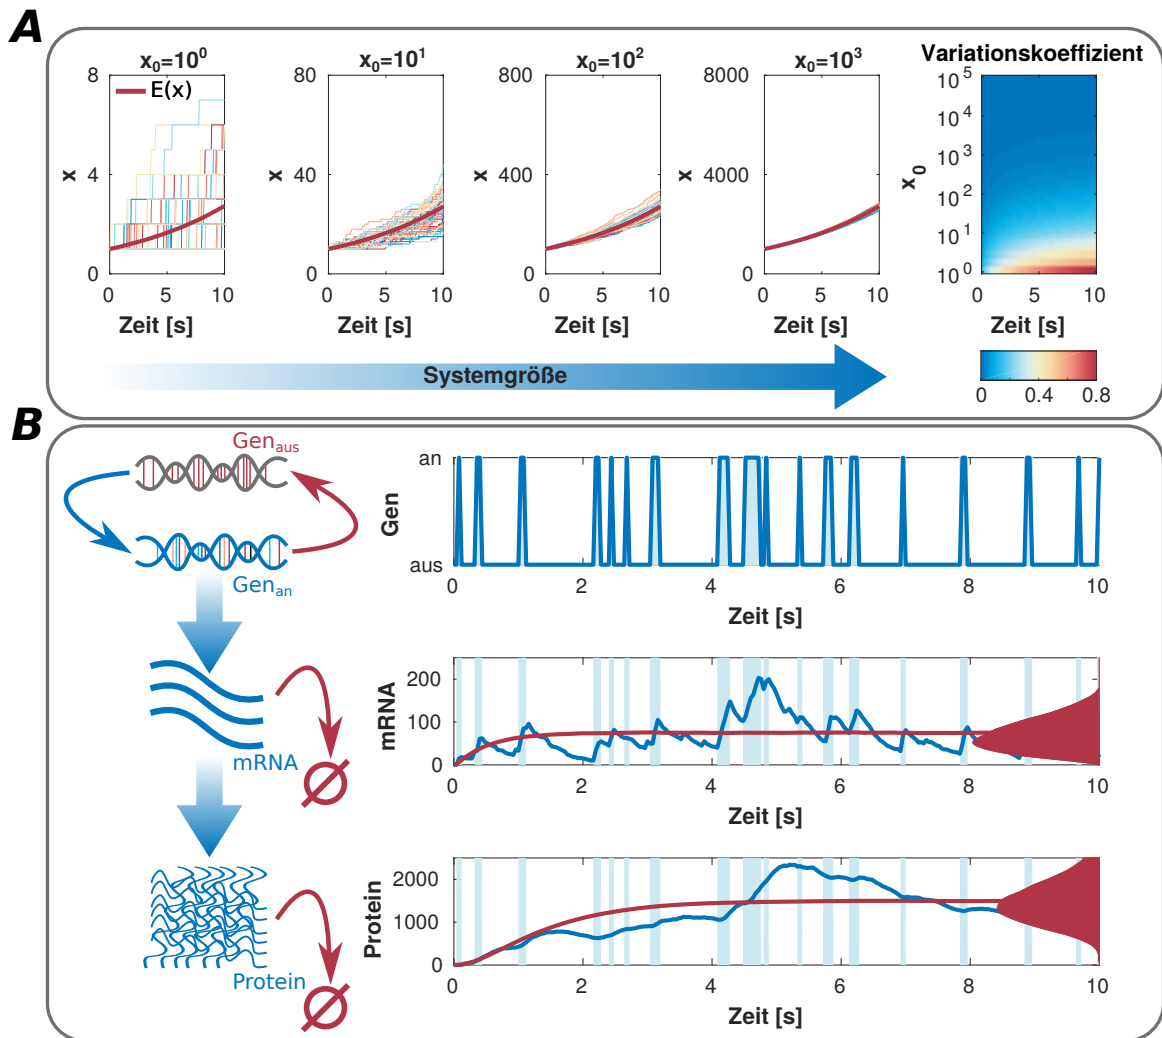 A
x₀=10⁰
x₀=10¹
x₀=10²
x₀=10³
Variationskoeffizient
E(x)
x
8
4
0
0 5 10
Zeit [s]
x
80
40
0
0 5 10
Zeit [s]
x
800
400
0
0 5 10
Zeit [s]
x
8000
4000
0
0 5 10
Zeit [s]
x₀
10⁵
10⁴
10³
10²
10¹
10⁰
0 5 10
Zeit [s]
Systemgröße
0 0.4 0.8
B
Genaus
Genan
mRNA
Protein
Gen
an
aus
0 2 4 6 8 10
Zeit [s]
mRNA
200
100
0
0 2 4 6 8 10
Zeit [s]
Protein
2000
1000
0
0 2 4 6 8 10
Zeit [s]